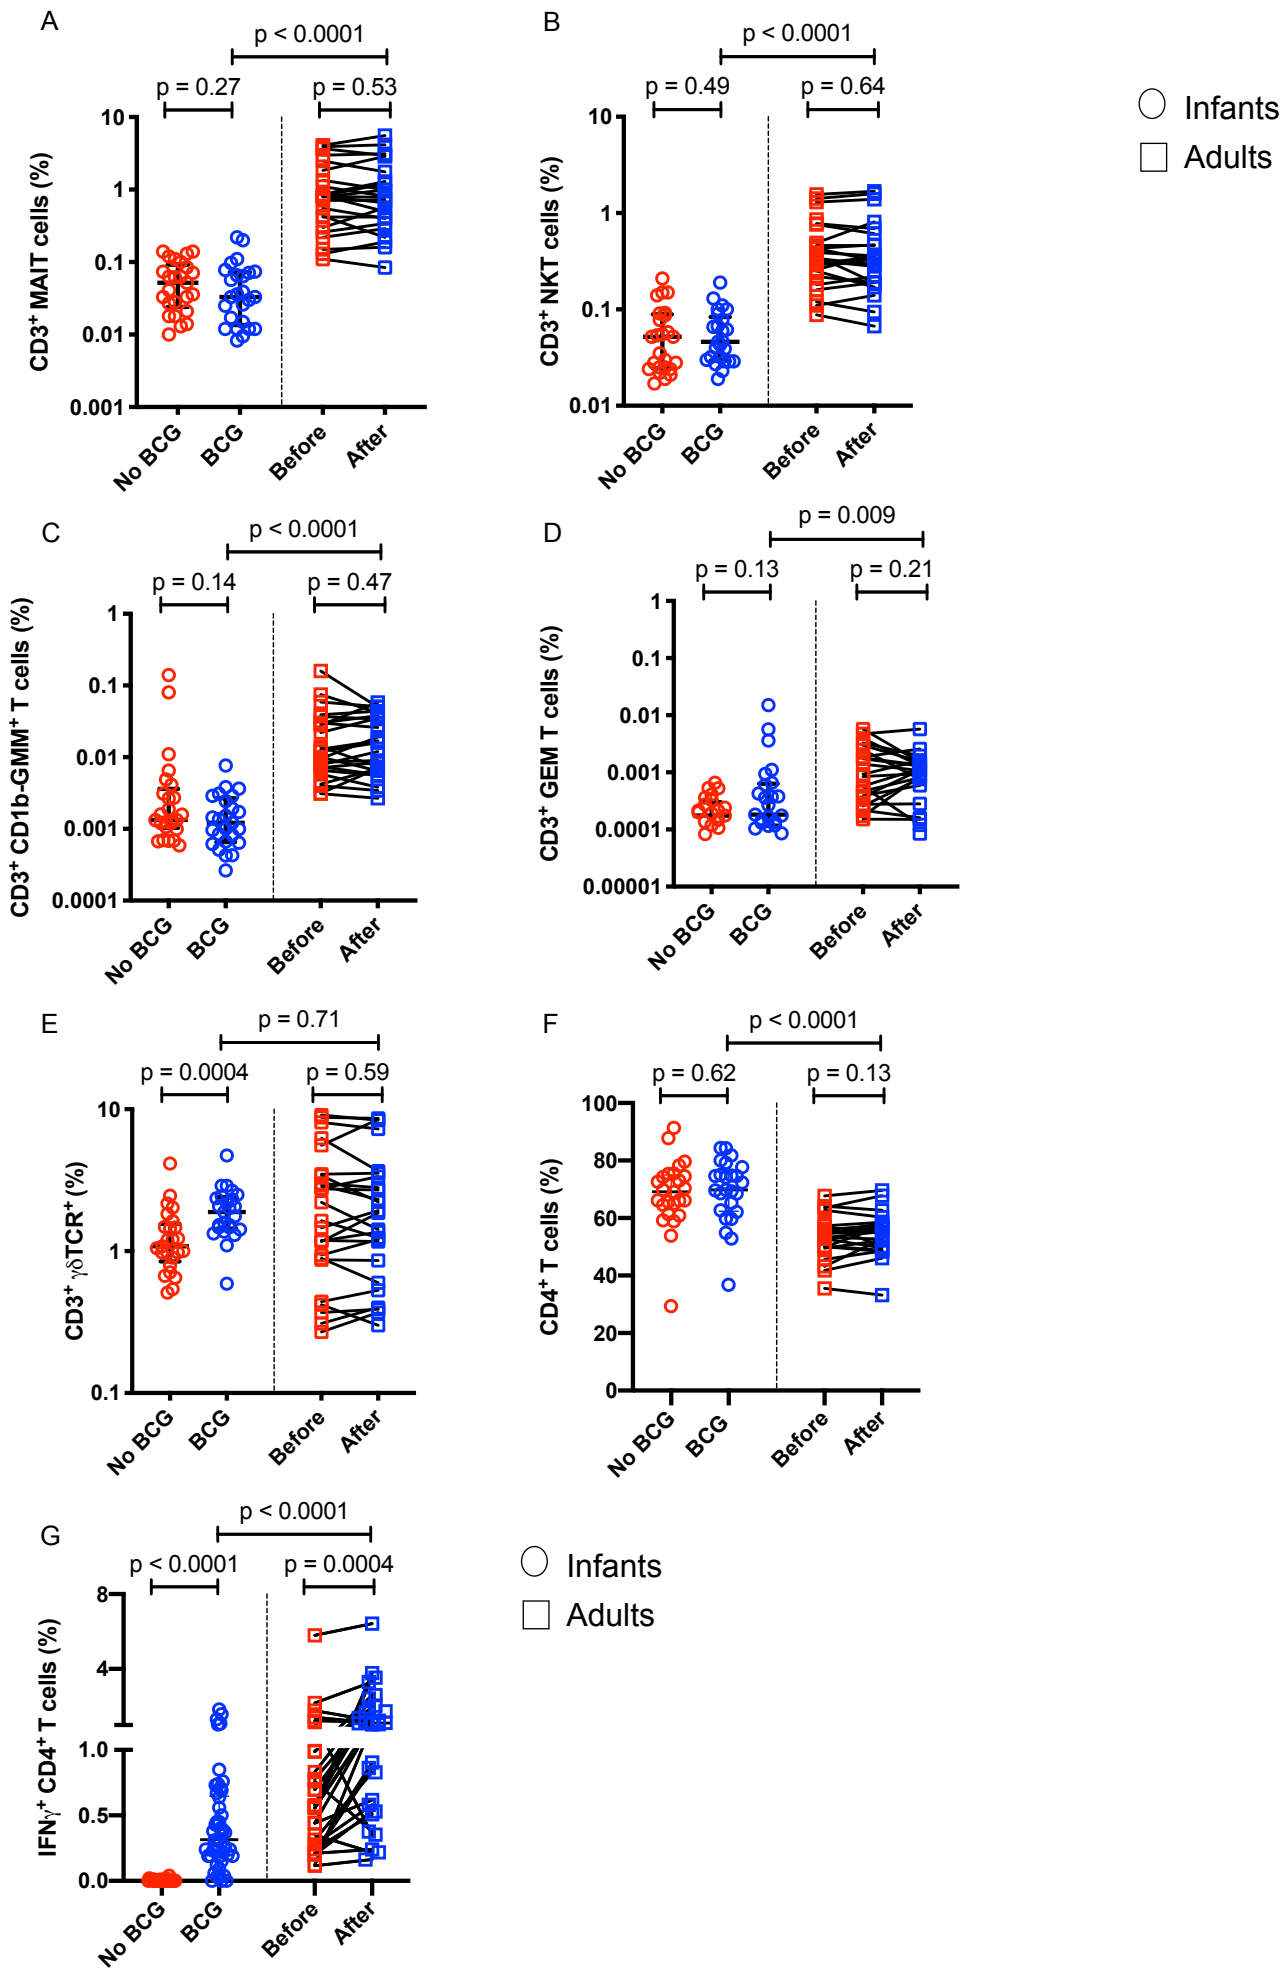 A
p < 0.0001
p = 0.27
p = 0.53
CD3⁺ MAIT cells (%)
10
1
0.1
0.01
0.001
No BCG
BCG
Before
After
B
p < 0.0001
p = 0.49
p = 0.64
CD3⁺ NKT cells (%)
10
1
0.1
0.01
No BCG
BCG
Before
After
Infants
Adults
C
p < 0.0001
p = 0.14
p = 0.47
CD3⁺ CD1b-GMM⁺ T cells (%)
1
0.1
0.01
0.001
0.0001
No BCG
BCG
Before
After
D
p = 0.009
p = 0.13
p = 0.21
CD3⁺ GEM T cells (%)
1
0.1
0.01
0.001
0.0001
0.00001
No BCG
BCG
Before
After
E
p = 0.71
p = 0.0004
p = 0.59
CD3⁺ γδTCR⁺ (%)
10
1
0.1
No BCG
BCG
Before
After
F
p < 0.0001
p = 0.62
p = 0.13
CD4⁺ T cells (%)
100
80
60
40
20
0
No BCG
BCG
Before
After
G
p < 0.0001
p < 0.0001
p = 0.0004
IFNγ⁺ CD4⁺ T cells (%)
8
4
1.0
0.5
0.0
No BCG
BCG
Before
After
Infants
Adults